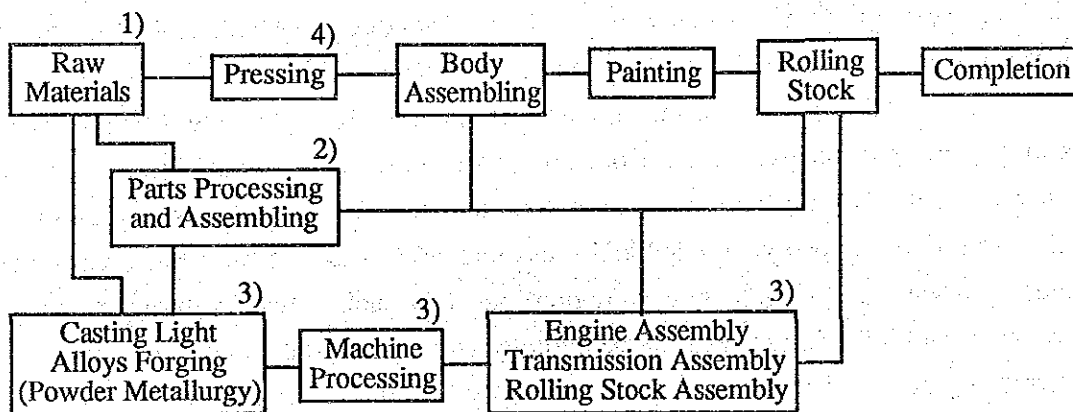 1)
Raw
Materials
4)
Pressing
Body
Assembling
Painting
Rolling
Stock
Completion
2)
Parts Processing
and Assembling
3)
Casting Light
Alloys Forging
(Powder Metallurgy)
3)
Machine
Processing
3)
Engine Assembly
Transmission Assembly
Rolling Stock Assembly